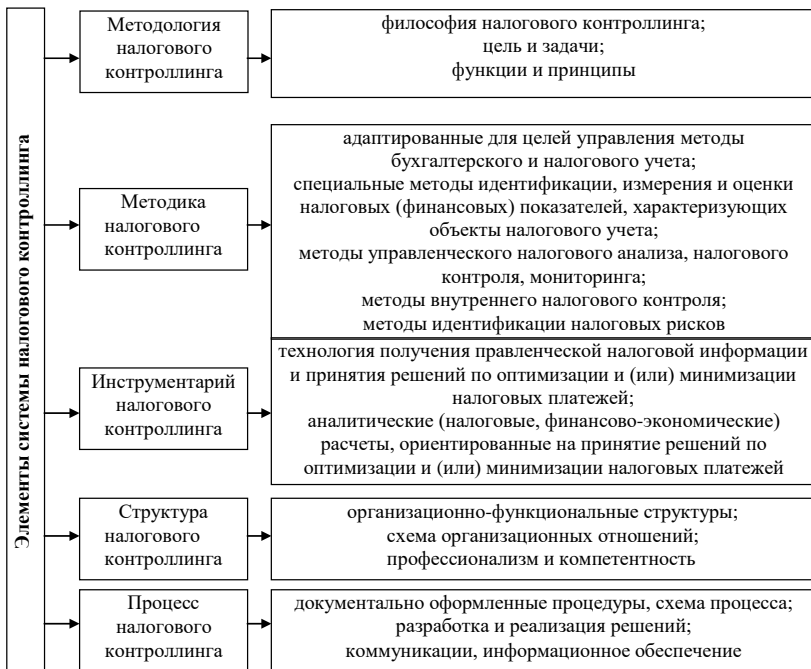 Элементы системы налогового контроллинга
Методология
налогового
контроллинга
философия налогового контроллинга;
цель и задачи;
функции и принципы
Методика
налогового
контроллинга
адаптированные для целей управления методы
бухгалтерского и налогового учета;
специальные методы идентификации, измерения и оценки
налоговых (финансовых) показателей, характеризующих
объекты налогового учета;
методы управленческого налогового анализа, налогового
контроля, мониторинга;
методы внутреннего налогового контроля;
методы идентификации налоговых рисков
Инструментарий
налогового
контроллинга
технология получения правленческой налоговой информации
и принятия решений по оптимизации и (или) минимизации
налоговых платежей;
аналитические (налоговые, финансово-экономические)
расчеты, ориентированные на принятие решений по
оптимизации и (или) минимизации налоговых платежей
Структура
налогового
контроллинга
организационно-функциональные структуры;
схема организационных отношений;
профессионализм и компетентность
Процесс
налогового
контроллинга
документально оформленные процедуры, схема процесса;
разработка и реализация решений;
коммуникации, информационное обеспечение